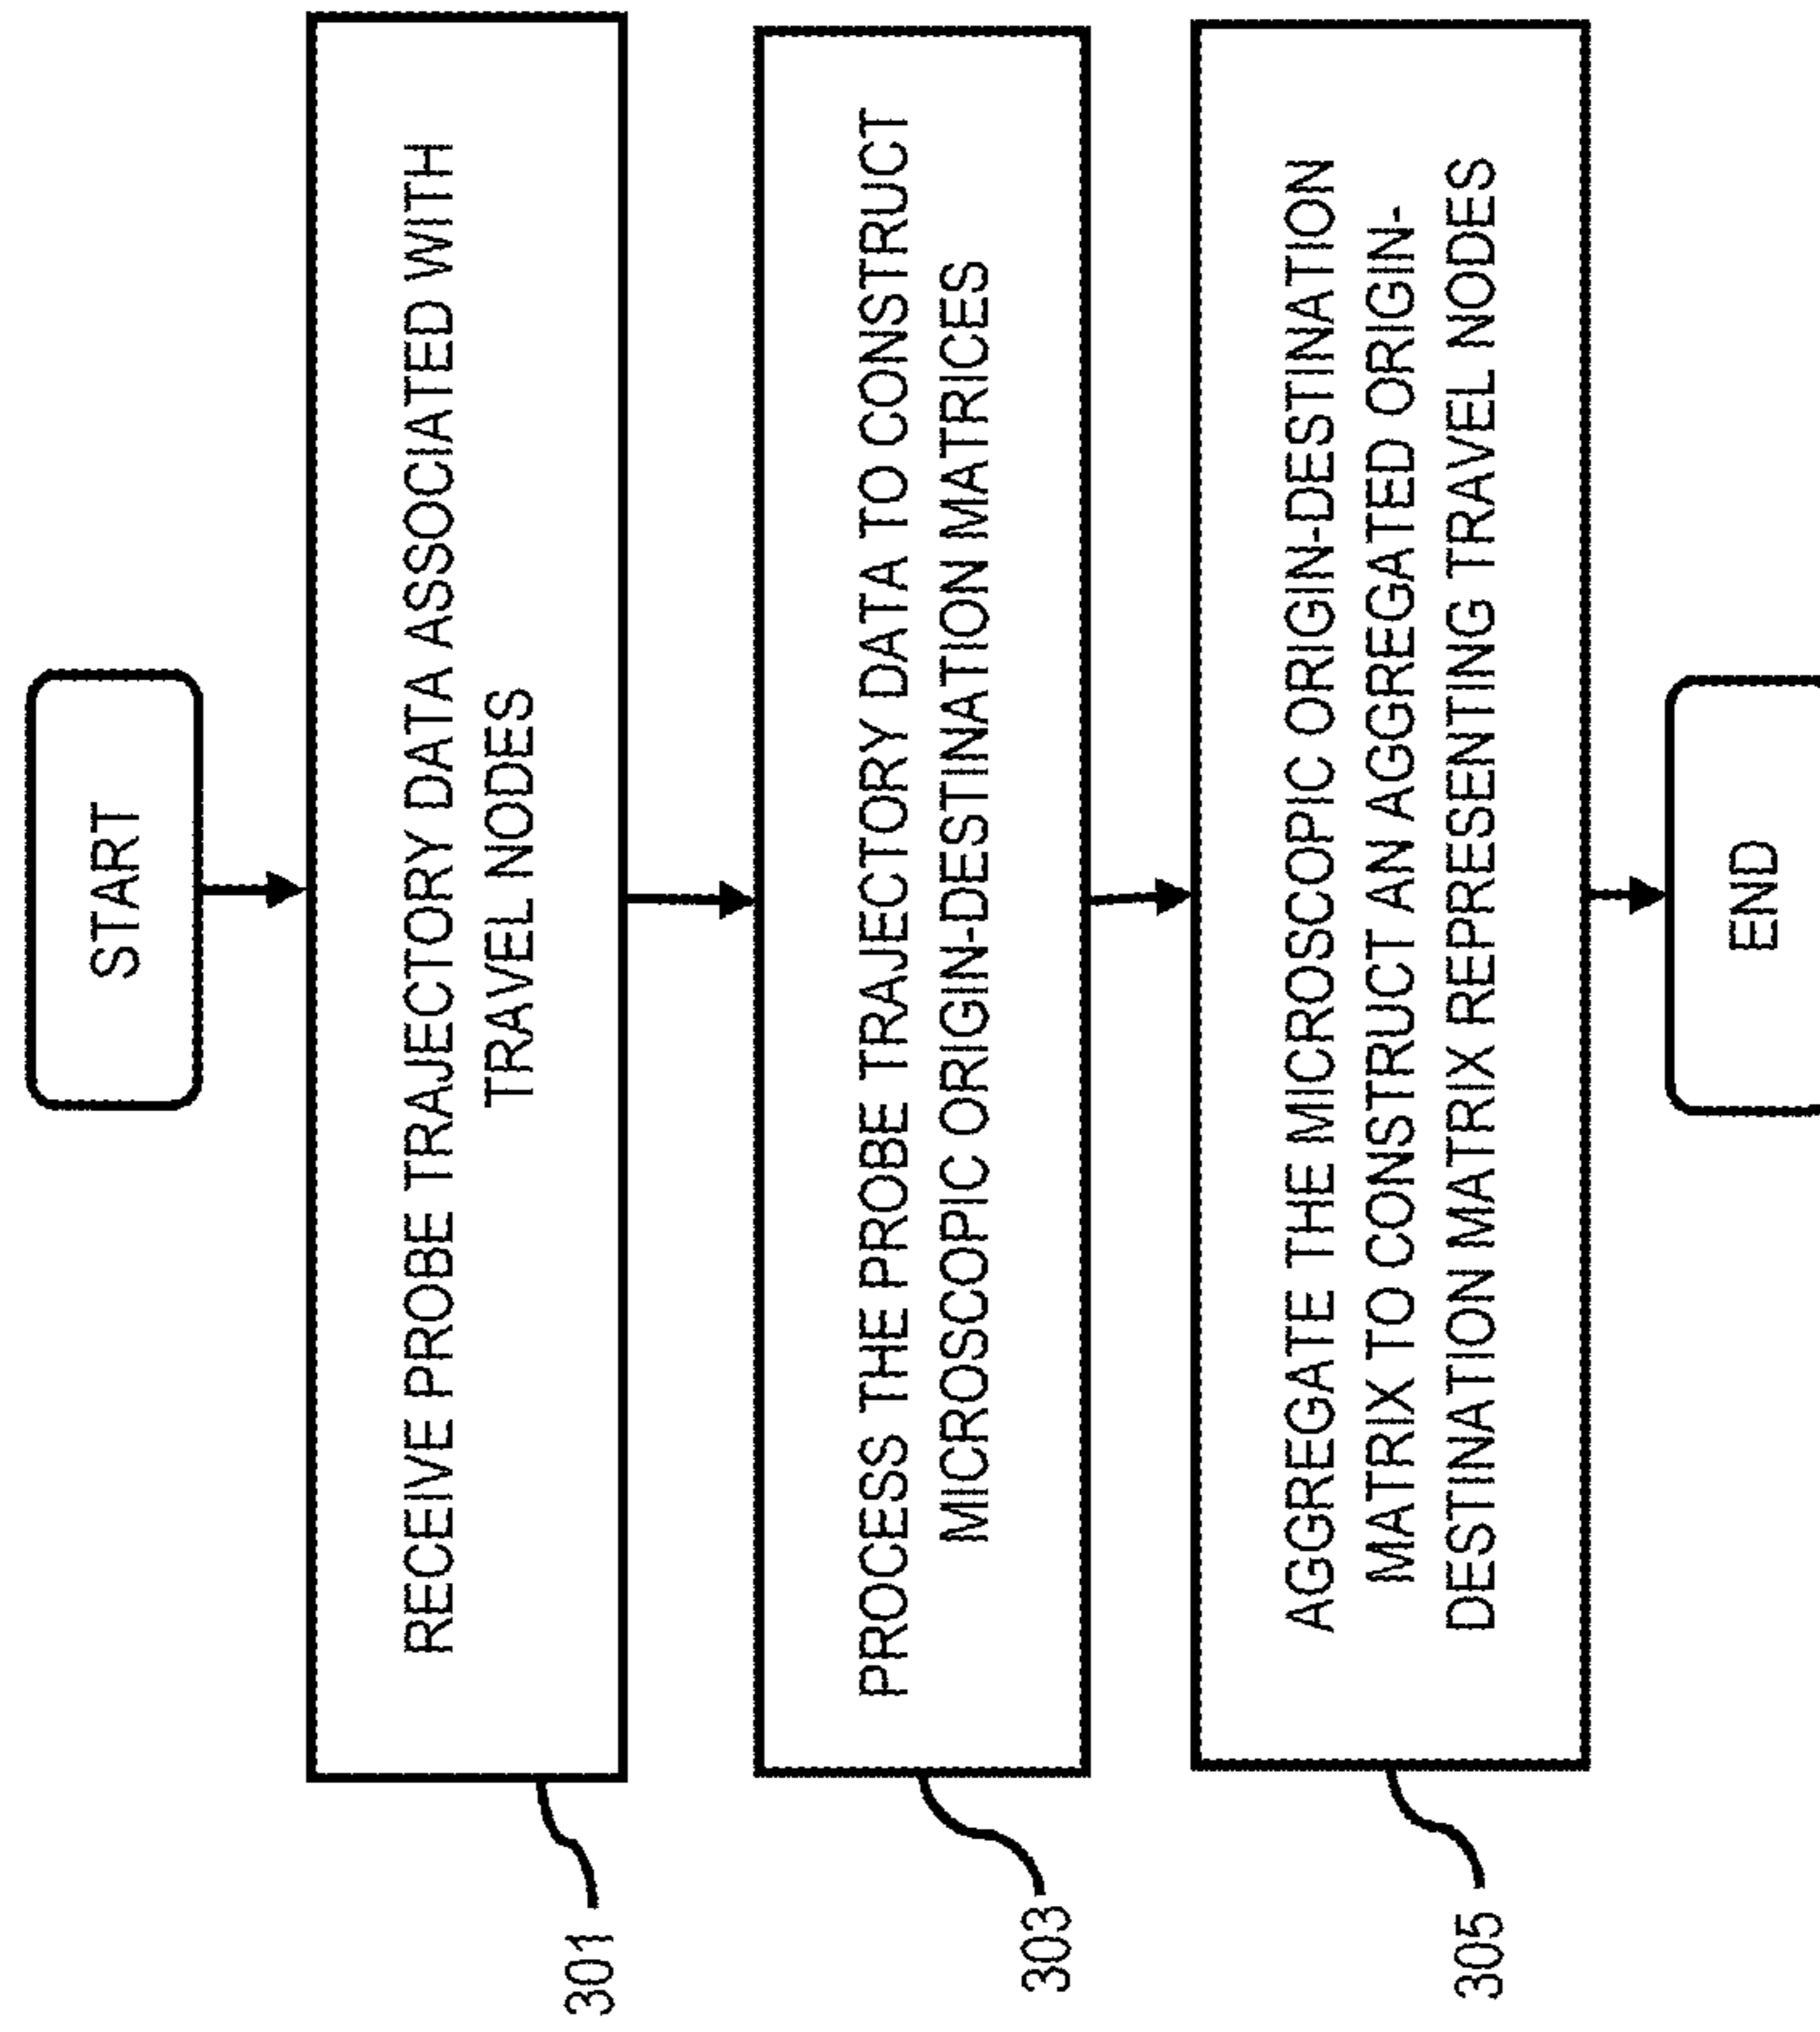 START
RECEIVE PROBE TRAJECTORY DATA ASSOCIATED WITH
TRAVEL NODES
301
PROCESS THE PROBE TRAJECTORY DATA TO CONSTRUCT
MICROSCOPIC ORIGIN-DESTINATION MATRICES
303
AGGREGATE THE MICROSCOPIC ORIGIN-DESTINATION
MATRIX TO CONSTRUCT AN AGGREGATED ORIGIN-
DESTINATION MATRIX REPRESENTING TRAVEL NODES
305
END